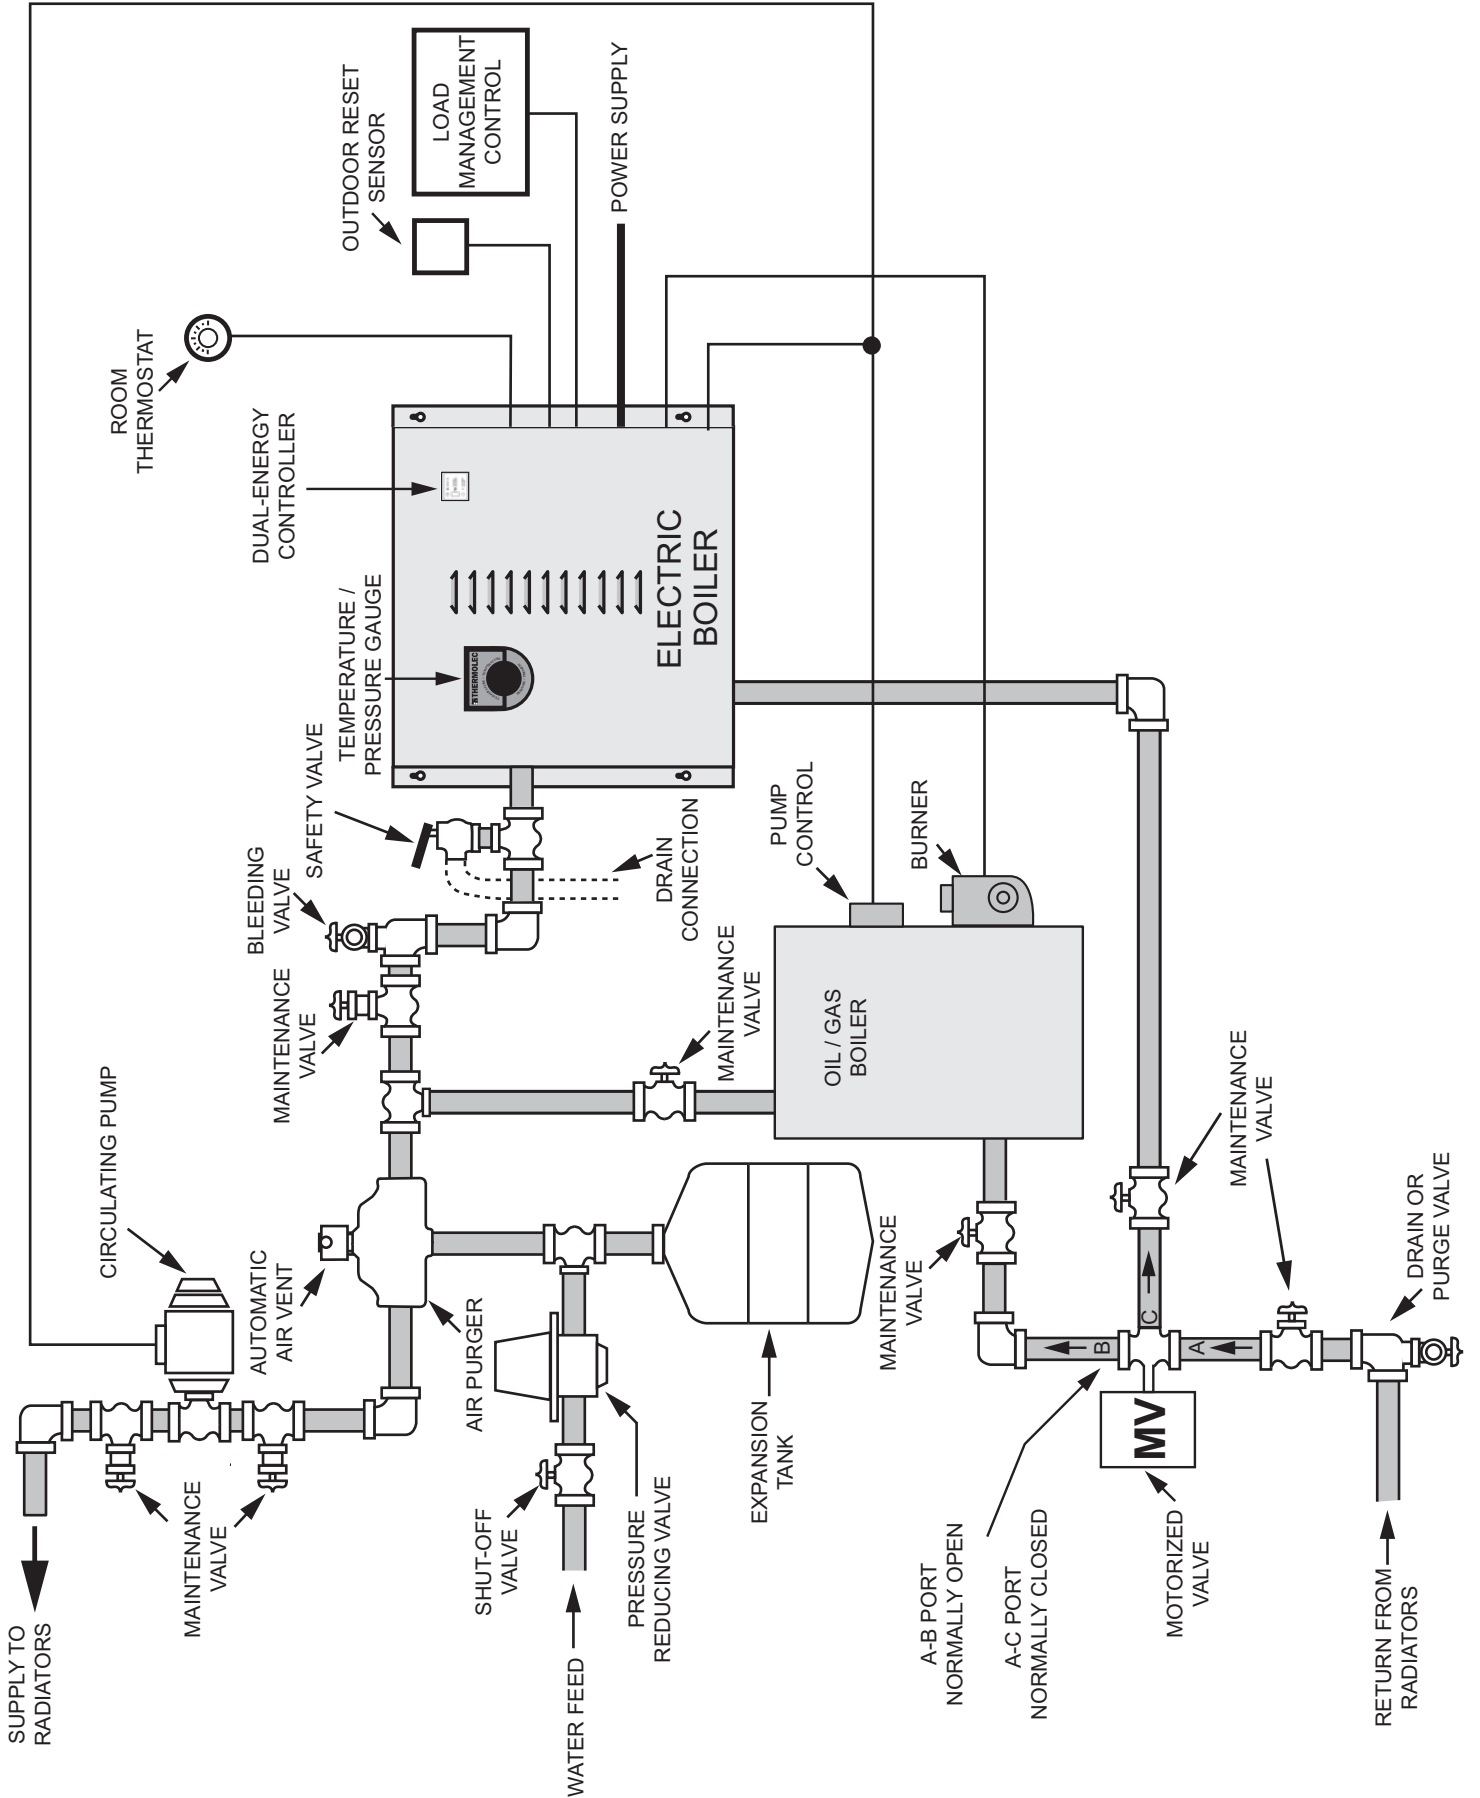 SUPPLY TO
RADIATORS
MAINTENANCE
VALVE
CIRCULATING PUMP
AUTOMATIC
AIR VENT
MAINTENANCE
VALVE
BLEEDING
VALVE
SAFETY VALVE
TEMPERATURE /
PRESSURE GAUGE
DUAL-ENERGY
CONTROLLER
ROOM
THERMOSTAT
OUTDOOR RESET
SENSOR
LOAD
MANAGEMENT
CONTROL
POWER SUPPLY
THERMOLEC
ELECTRIC
BOILER
DRAIN
CONNECTION
WATER FEED
SHUT-OFF
VALVE
PRESSURE
REDUCING VALVE
AIR PURGER
EXPANSION
TANK
MAINTENANCE
VALVE
PUMP
CONTROL
BURNER
OIL / GAS
BOILER
MAINTENANCE
VALVE
A-B PORT
NORMALLY OPEN
A-C PORT
NORMALLY CLOSED
B
C
A
MV
MOTORIZED
VALVE
MAINTENANCE
VALVE
DRAIN OR
PURGE VALVE
RETURN FROM
RADIATORS